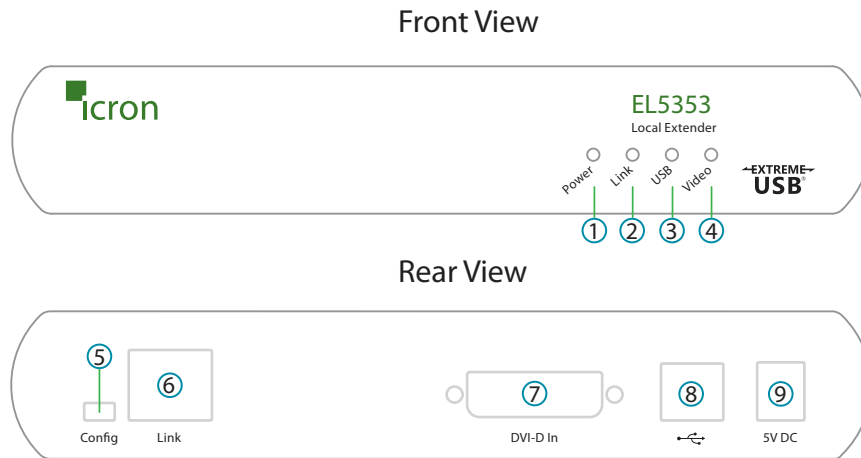 Front View
icron
EL5353
Local Extender
Power Link USB Video
EXTREME
USB®
1 2 3 4
Rear View
5
6 7 8 9
Config Link DVI-D In 5V DC